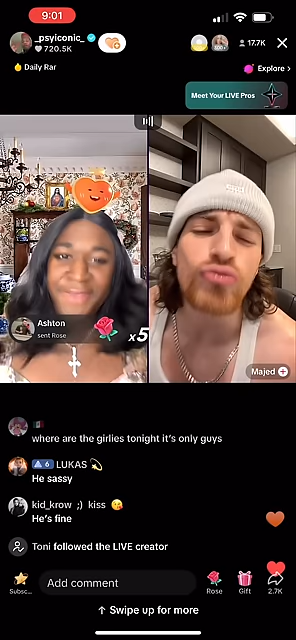 9:01
_psyiconic_
720.5K
17.7K
Daily Rar
Explore >
Meet Your LIVE Pros
Ashton
sent Rose
x5
Majed
where are the girlies tonight it's only guys
6 LUKAS
He sassy
kid_krow ;) kiss
He's fine
Toni followed the LIVE creator
Subsc...
Add comment
Rose
Gift
2.7K
Swipe up for more